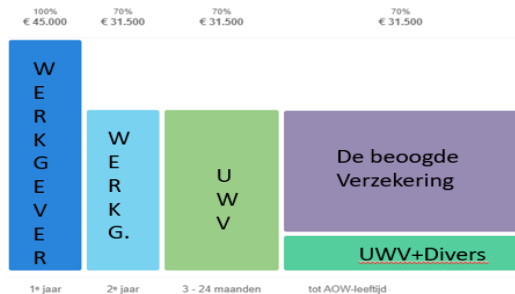 100%
€ 45.000
70%
€ 31.500
70%
€ 31.500
70%
€ 31.500
W
E
R
K
G
E
V
E
R
W
E
R
K
G.
U
W
V
De beoogde
Verzekering
UWV+Divers
1e jaar
2e jaar
3 - 24 maanden
tot AOW-leeftijd